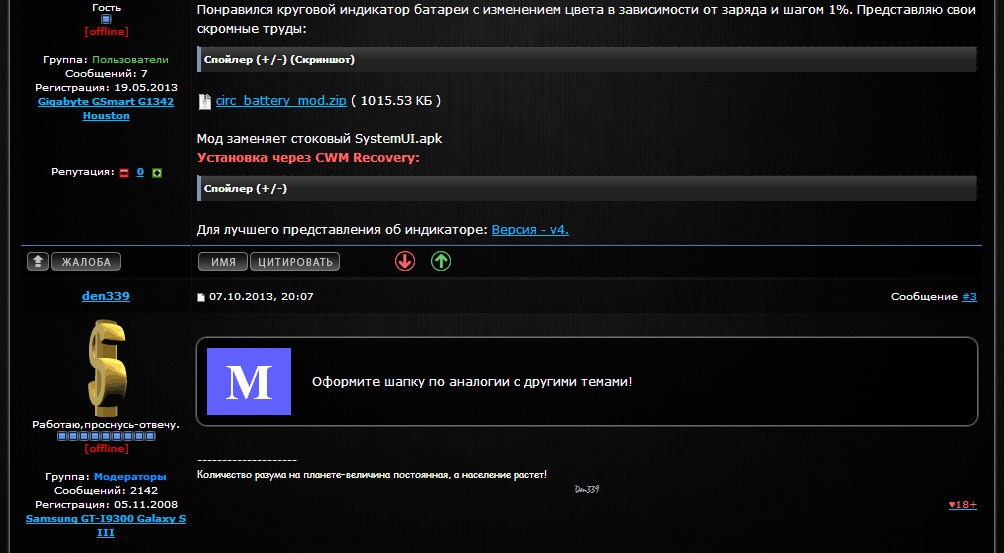 Гость
[offline]
Группа: Пользователи
Сообщений: 7
Регистрация: 19.05.2013
Gigabyte GSmart G1342
Houston
Репутация: 0
Понравился круговой индикатор батареи с изменением цвета в зависимости от заряда и шагом 1%. Представляю свои
скромные труды:
Спойлер (+/-) (Скриншот)
circ_battery_mod.zip ( 1015.53 КБ )
Мод заменяет стоковый SystemUI.apk
Установка через CWM Recovery:
Спойлер (+/-)
Для лучшего представления об индикаторе: Версия - v4.
ЖАЛОБА ИМЯ ЦИТИРОВАТЬ
den339 07.10.2013, 20:07 Сообщение #3
Работаю,проснусь-отвечу.
[offline]
Группа: Модераторы
Сообщений: 2142
Регистрация: 05.11.2008
Samsung GT-I9300 Galaxy S
III
M Оформите шапку по аналогии с другими темами!
--------------------
Количество разума на планете-величина постоянная, а население растет!
Den339
♥18+